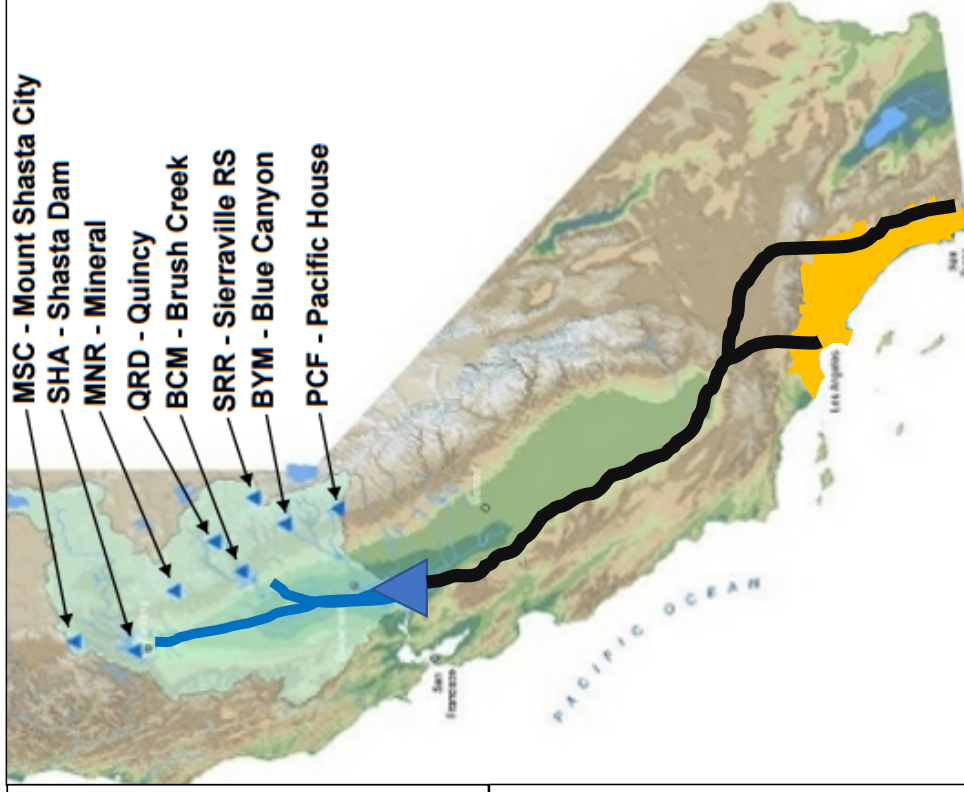 MSC - Mount Shasta City
SHA - Shasta Dam
MNR - Mineral
QRD - Quincy
BCM - Brush Creek
SRR - Sierraville RS
BYM - Blue Canyon
PCF - Pacific House
San
Francisco
PACIFIC OCEAN
Los Angeles
San